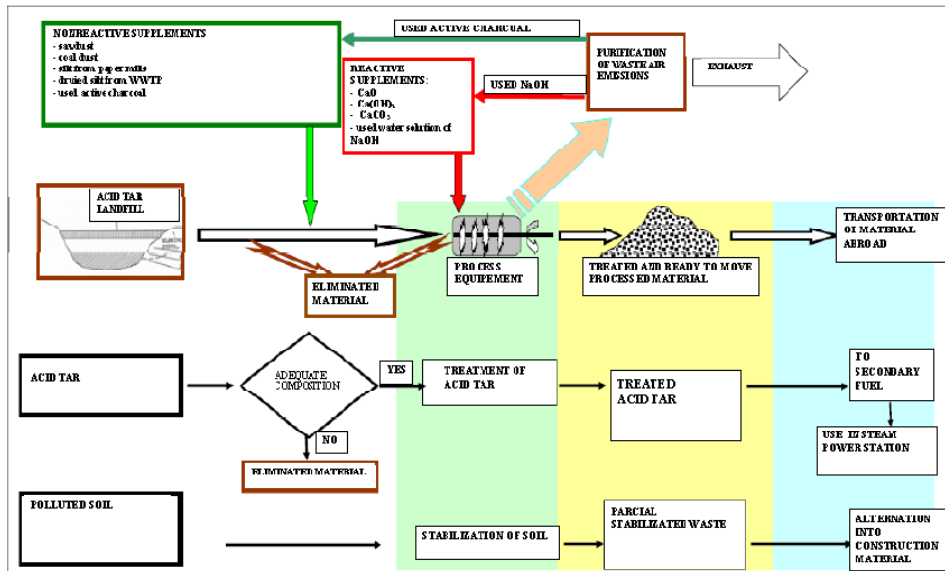 USED ACTIVE CHARCOAL
NONREACTIVE SUPPLEMENTS
- sawdust
- coal dust
- silt from paper mills
- druied silt from WWTP
- used active charcoal
REACTIVE
SUPPLEMENTS:
- CaO
- Ca(OH)₂
- CaCO₃
- used water solution of
NaOH
USED NaOH
PURIFICATION
OF WASTE AIR
EMISSIONS
EXHAUST
ACID TAR
LANDFILL
ELIMINATED
MATERIAL
PROCESS
EQUIPEMENT
TREATED AND READY TO MOVE
PROCESSED MATERIAL
TRANSPORTATION
OF MATERIAL
ABROAD
ACID TAR
ADEQUATE
COMPOSITION
YES
NO
ELIMINATED MATERIAL
TREATMENT OF
ACID TAR
TREATED
ACID TAR
TO
SECONDARY
FUEL
USE IN STEAM
POWER STATION
POLLUTED SOIL
STABILIZATION OF SOIL
PARCIAL
STABILIZATED WASTE
ALTERNATION
INTO
CONSTRUCTION
MATERIAL